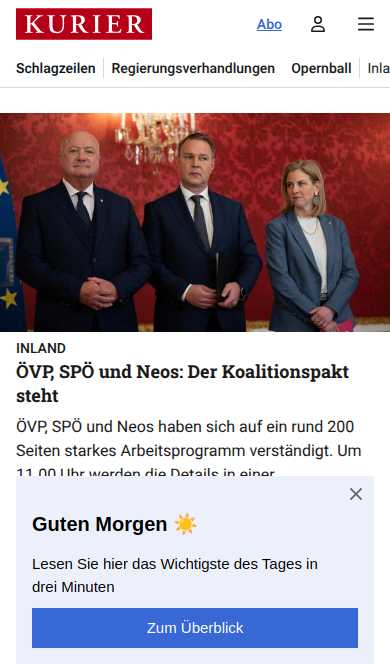 KURIER
Abo
Schlagzeilen
Regierungsverhandlungen
Opernball
Inla
INLAND
ÖVP, SPÖ und Neos: Der Koalitionspakt
steht
ÖVP, SPÖ und Neos haben sich auf ein rund 200
Seiten starkes Arbeitsprogramm verständigt. Um
11.00 Uhr werden die Details in einer
Guten Morgen ☀️
Lesen Sie hier das Wichtigste des Tages in
drei Minuten
Zum Überblick